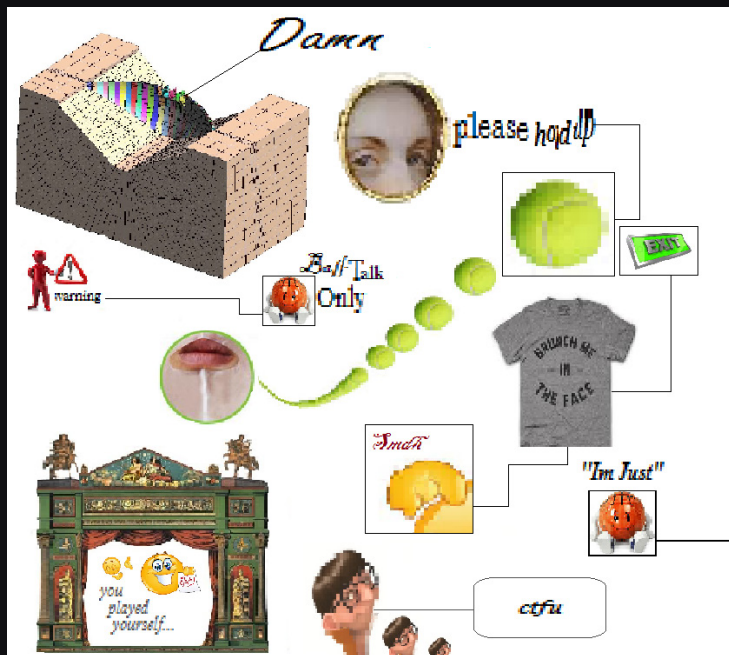 Damn
please hold up
EXIT
Ball Talk
Only
warning
BRUNCH ME
IN
THE FACE
Smdh
"Im Just"
you
played
yourself...
ctfu